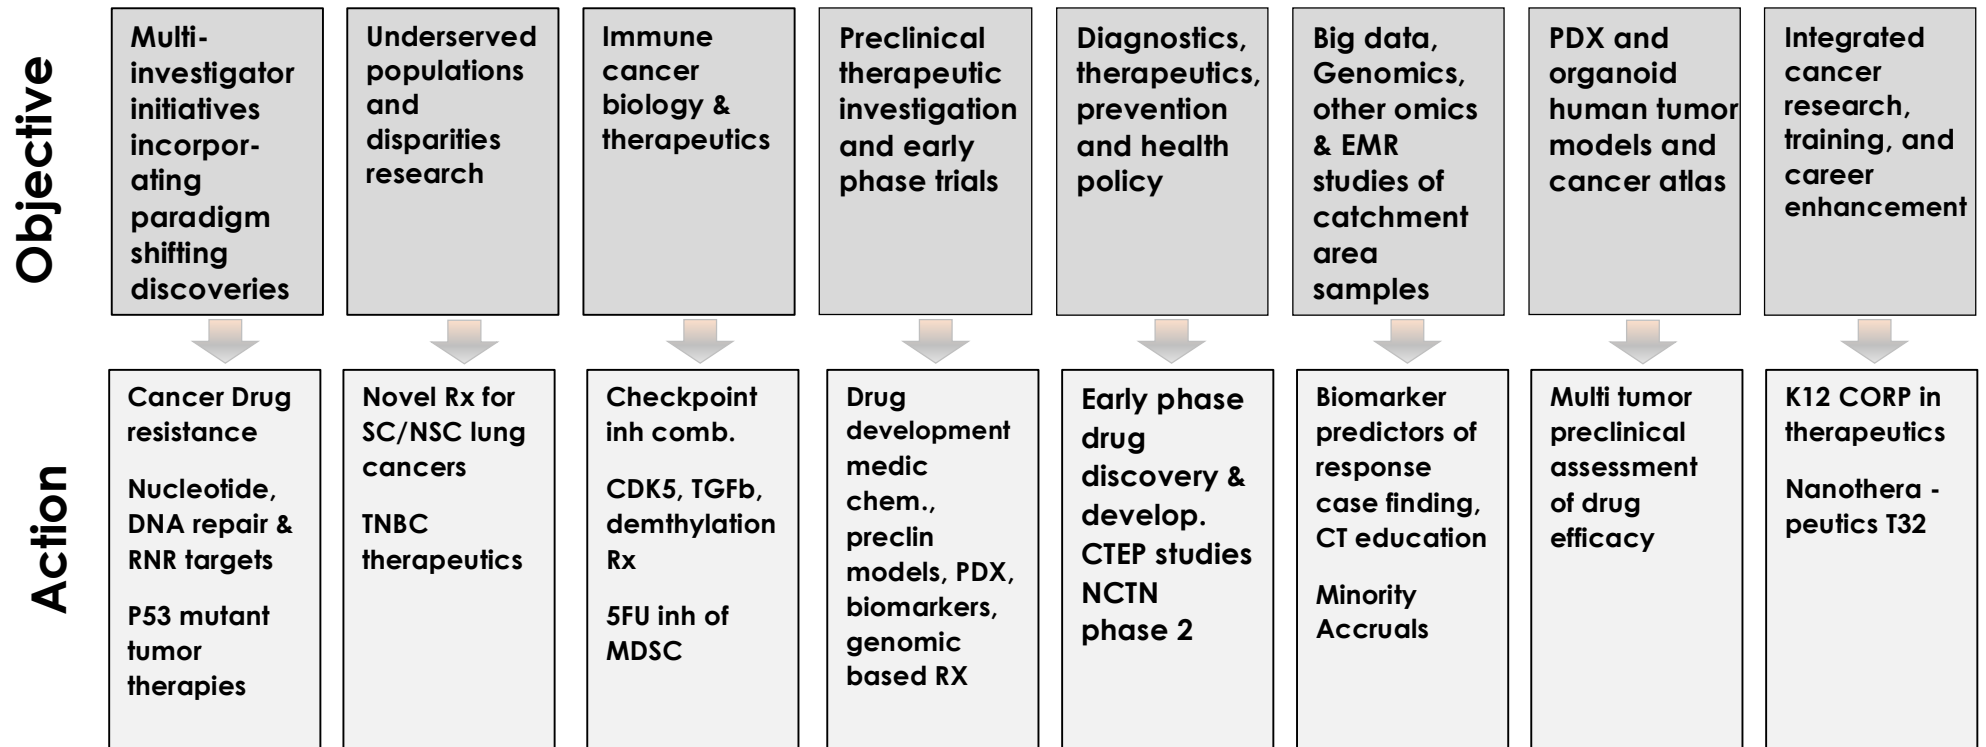 Objective
Multi-
investigator
initiatives
incorpor-
ating
paradigm
shifting
discoveries
Underserved
populations
and
disparities
research
Immune
cancer
biology &
therapeutics
Preclinical
therapeutic
investigation
and early
phase trials
Diagnostics,
therapeutics,
prevention
and health
policy
Big data,
Genomics,
other omics
& EMR
studies of
catchment
area
samples
PDX and
organoid
human tumor
models and
cancer atlas
Integrated
cancer
research,
training, and
career
enhancement
Action
Cancer Drug
resistance
Nucleotide,
DNA repair &
RNR targets
P53 mutant
tumor
therapies
Novel Rx for
SC/NSC lung
cancers
TNBC
therapeutics
Checkpoint
inh comb.
CDK5, TGFb,
demthylation
Rx
5FU inh of
MDSC
Drug
development
medic
chem.,
preclin
models, PDX,
biomarkers,
genomic
based RX
Early phase
drug
discovery &
develop.
CTEP studies
NCTN
phase 2
Biomarker
predictors of
response
case finding,
CT education
Minority
Accruals
Multi tumor
preclinical
assessment
of drug
efficacy
K12 CORP in
therapeutics
Nanothera -
peutics T32